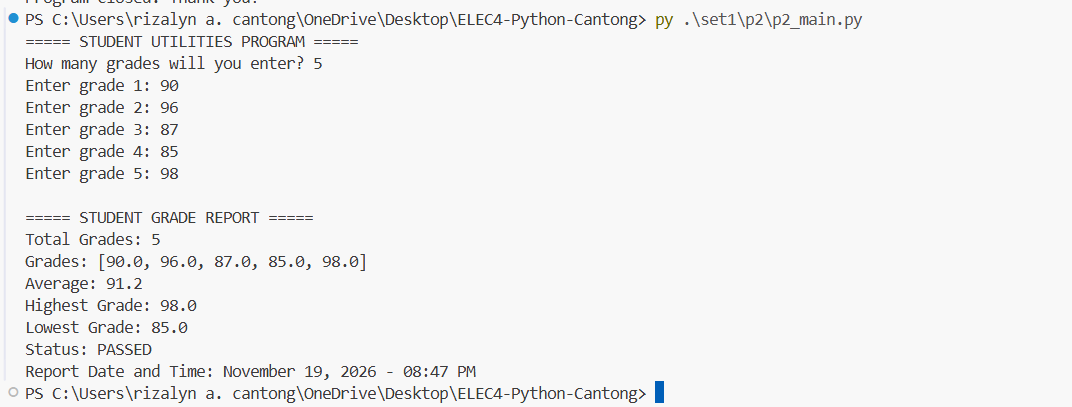 Program closed. Thank you!
PS C:\Users\rizalyn a. cantong\OneDrive\Desktop\ELEC4-Python-Cantong> py .\set1\p2\p2_main.py
===== STUDENT UTILITIES PROGRAM =====
How many grades will you enter? 5
Enter grade 1: 90
Enter grade 2: 96
Enter grade 3: 87
Enter grade 4: 85
Enter grade 5: 98
===== STUDENT GRADE REPORT =====
Total Grades: 5
Grades: [90.0, 96.0, 87.0, 85.0, 98.0]
Average: 91.2
Highest Grade: 98.0
Lowest Grade: 85.0
Status: PASSED
Report Date and Time: November 19, 2026 - 08:47 PM
PS C:\Users\rizalyn a. cantong\OneDrive\Desktop\ELEC4-Python-Cantong>